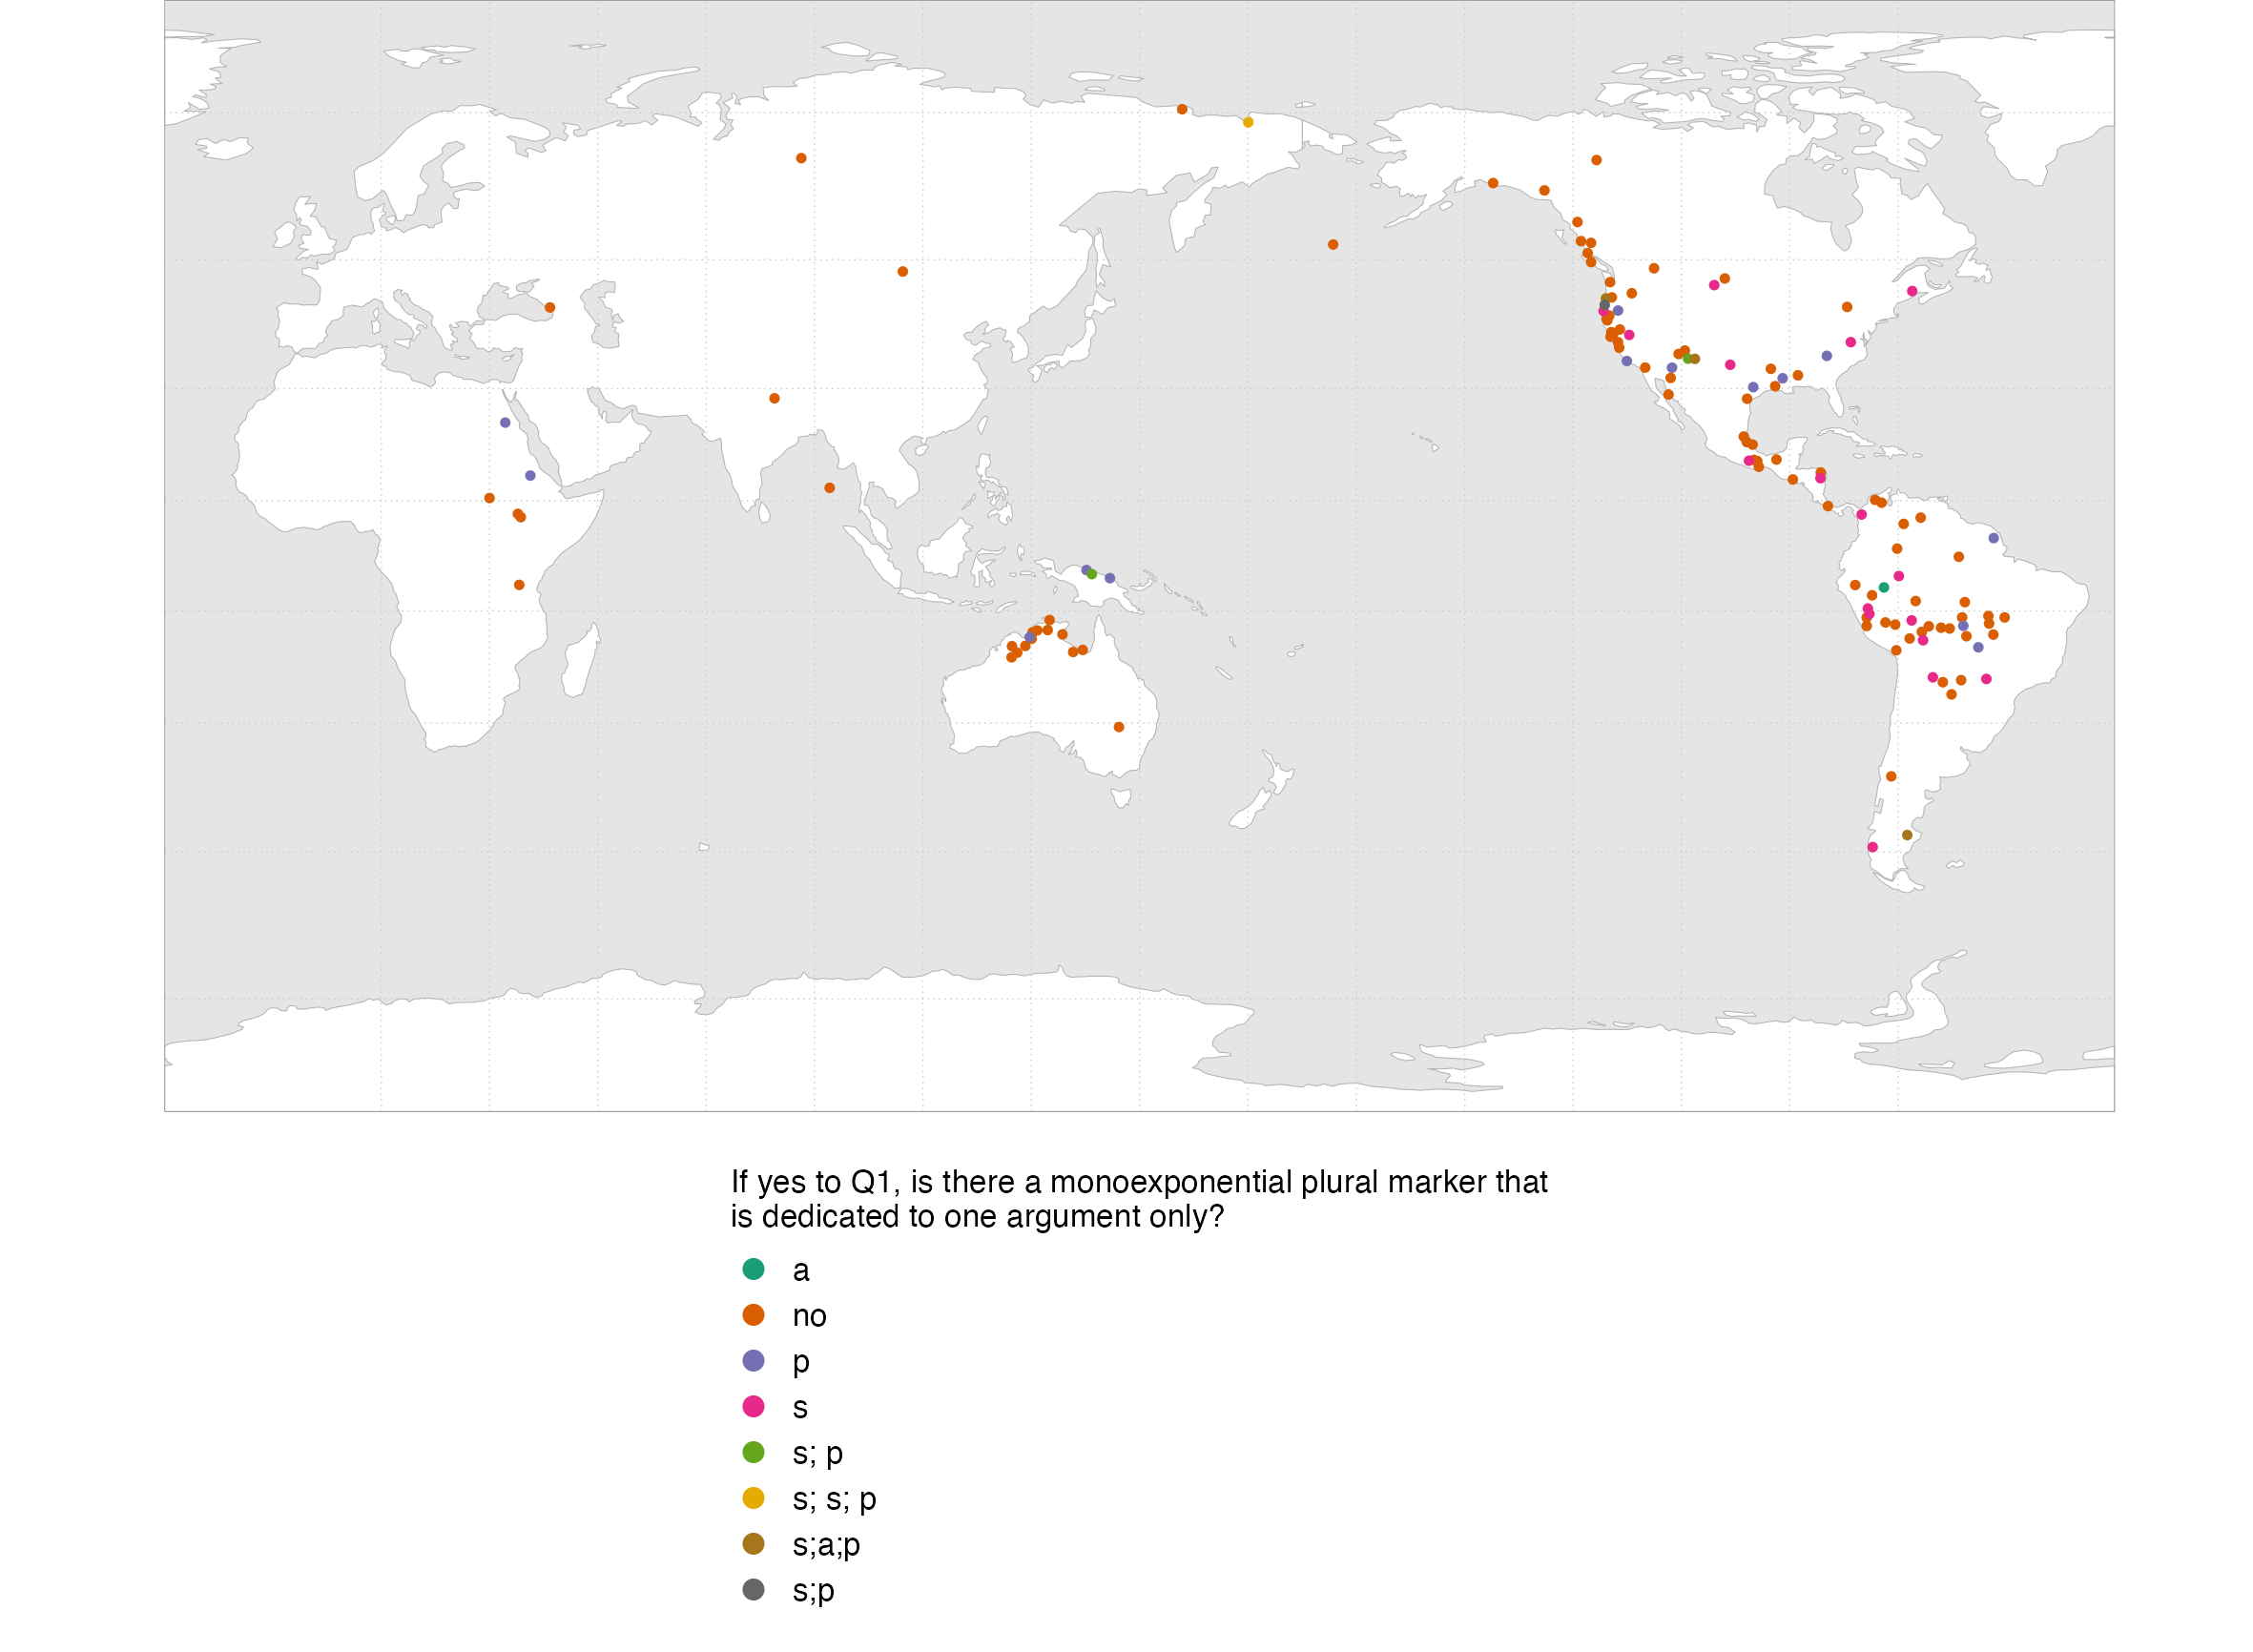 If yes to Q1, is there a monoexponential plural marker that
is dedicated to one argument only?
a
no
p
s
s; p
s; s; p
s;a;p
s;p